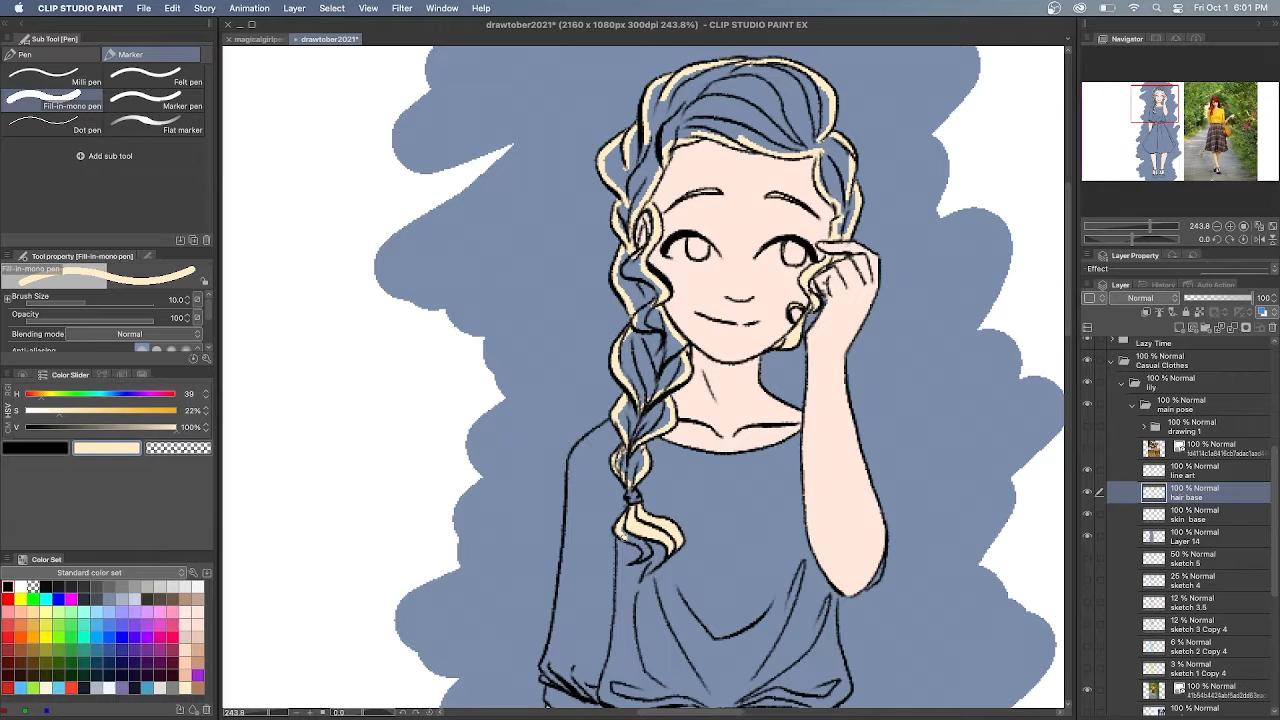 CLIP STUDIO PAINT File Edit Story Animation Layer Select View Filter Window Help Fri Oct 1 6:01 PM
drawtober2021* (2160 x 1080px 300dpi 243.8%) - CLIP STUDIO PAINT EX
Sub Tool [Pen]
magicalgirlpe
drawtober2021*
Navigator
Pen
Marker
Milli pen
Felt pen
Fill-in-mono pen
Marker pen
Dot pen
Flat marker
Add sub tool
243.8
0.0
Tool property [Fill-in-mono pen]
Layer Property
Fill-in-mono pen
Effect
Layer
History
Auto Action
Brush Size
10.0
Normal
100
Opacity
100
Blending mode
Normal
Anti-aliasing
Lazy Time
100 % Normal
Casual Clothes
Color Slider
100 % Normal
lily
RGB
H
39
100 % Normal
main pose
HSV
S
22%
100 % Normal
drawing 1
CMYK
V
100%
100 % Normal
100 % Normal
line art
100 % Normal
hair base
100 % Normal
skin base
100 % Normal
Layer 14
50 % Normal
sketch 5
Color Set
25 % Normal
sketch 4
Standard color set
12 % Normal
sketch 3.5
12 % Normal
sketch 3 Copy 4
6 % Normal
sketch 2 Copy 4
3 % Normal
sketch 1 Copy 4
100 % Normal
100 % Normal
243.8
0.0